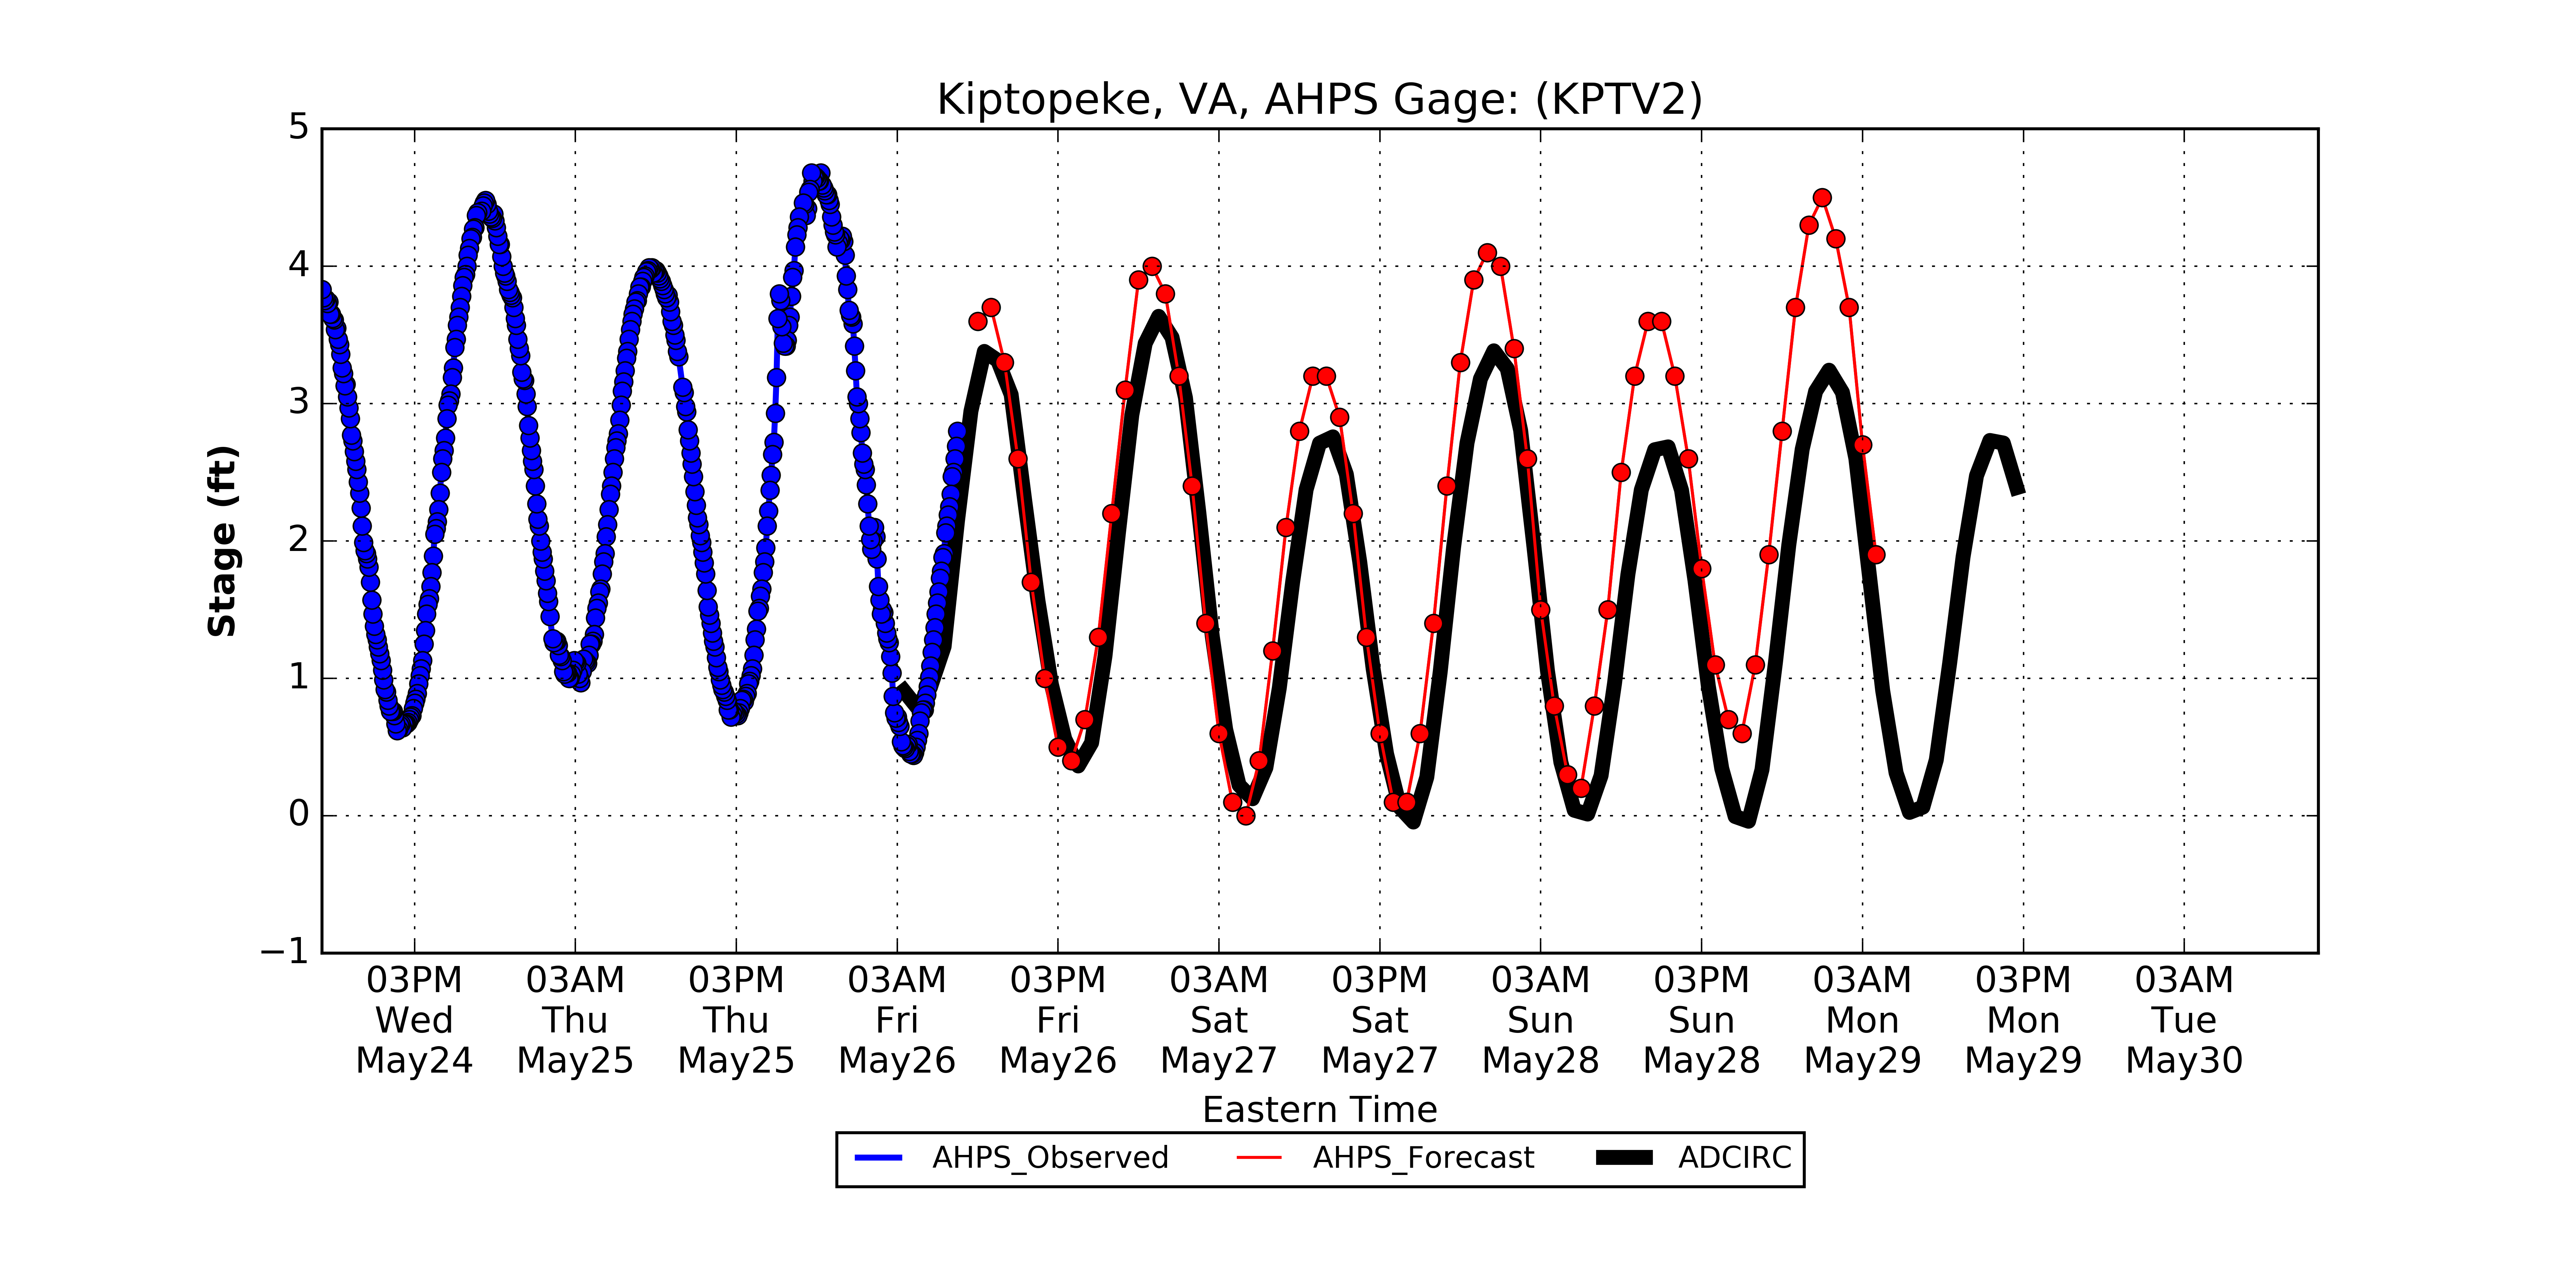 Kiptopeke, VA, AHPS Gage: (KPTV2)
5
4
3
2
1
0
−1
Stage (ft)
03PM 03AM 03PM 03AM 03PM 03AM 03PM 03AM 03PM 03AM 03PM 03AM
Wed Thu Thu Fri Fri Sat Sat Sun Sun Mon Mon Tue
May24 May25 May25 May26 May26 May27 May27 May28 May28 May29 May29 May30
Eastern Time
AHPS_Observed AHPS_Forecast ADCIRC